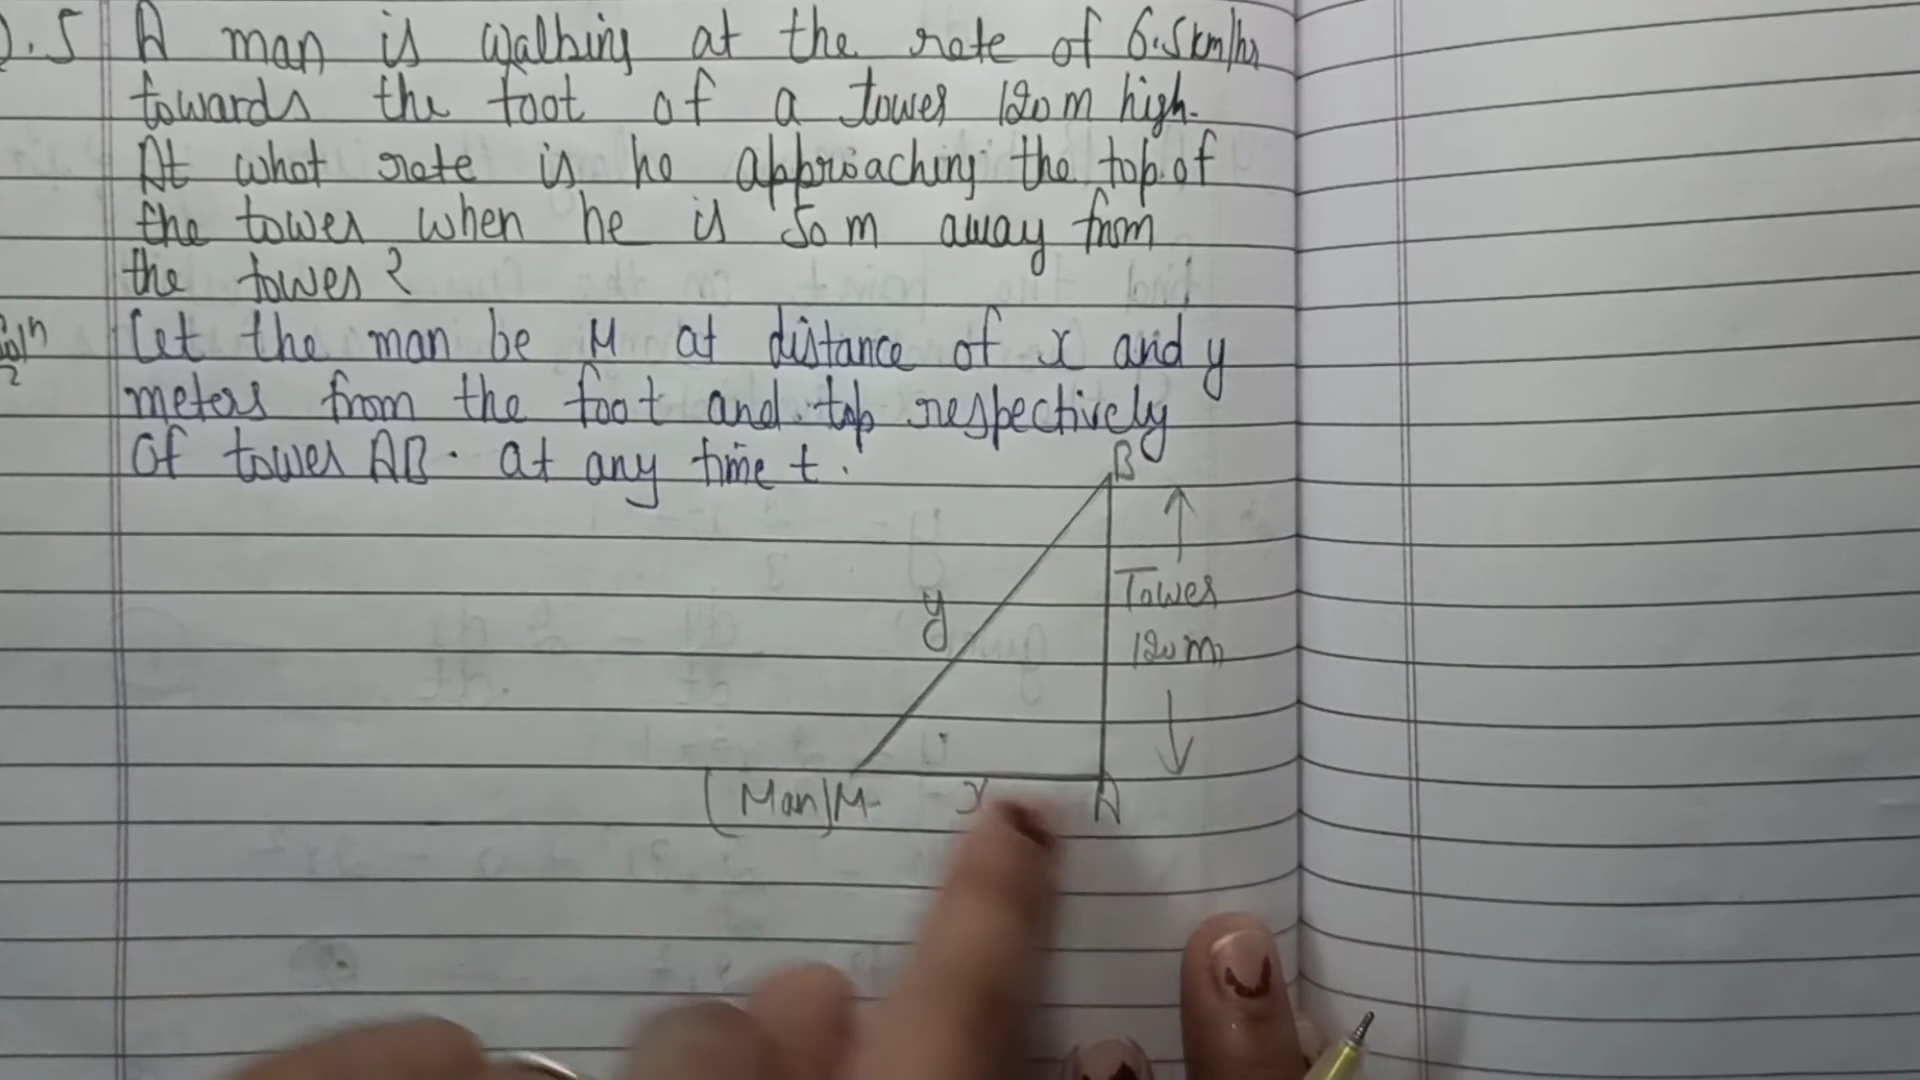 Q.5 A man is walking at the rate of 6.5km/hr
towards the foot of a tower 120m high.
At what rate is he approaching the top of
the tower when he is 50m away from
the tower?
Soln Let the man be M at distance of x and y
meters from the foot and top respectively
of tower AB. at any time t.
B
Tower
y
120m
(Man)M x A